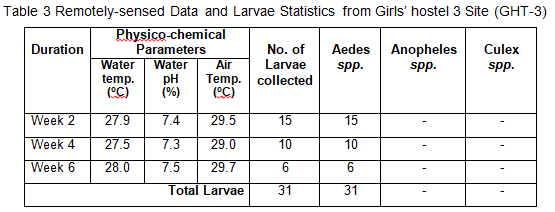 Table 3 Remotely-sensed Data and Larvae Statistics from Girls' hostel 3 Site (GHT-3)
Duration | Physico-chemical Parameters | No. of Larvae collected | Aedes spp. | Anopheles spp. | Culex spp.
Water temp. (⁰C) | Water pH (%) | Air Temp. (⁰C)
Week 2 | 27.9 | 7.4 | 29.5 | 15 | 15 | - | -
Week 4 | 27.5 | 7.3 | 29.0 | 10 | 10 | - | -
Week 6 | 28.0 | 7.5 | 29.7 | 6 | 6 | - | -
Total Larvae | 31 | 31 | - | -